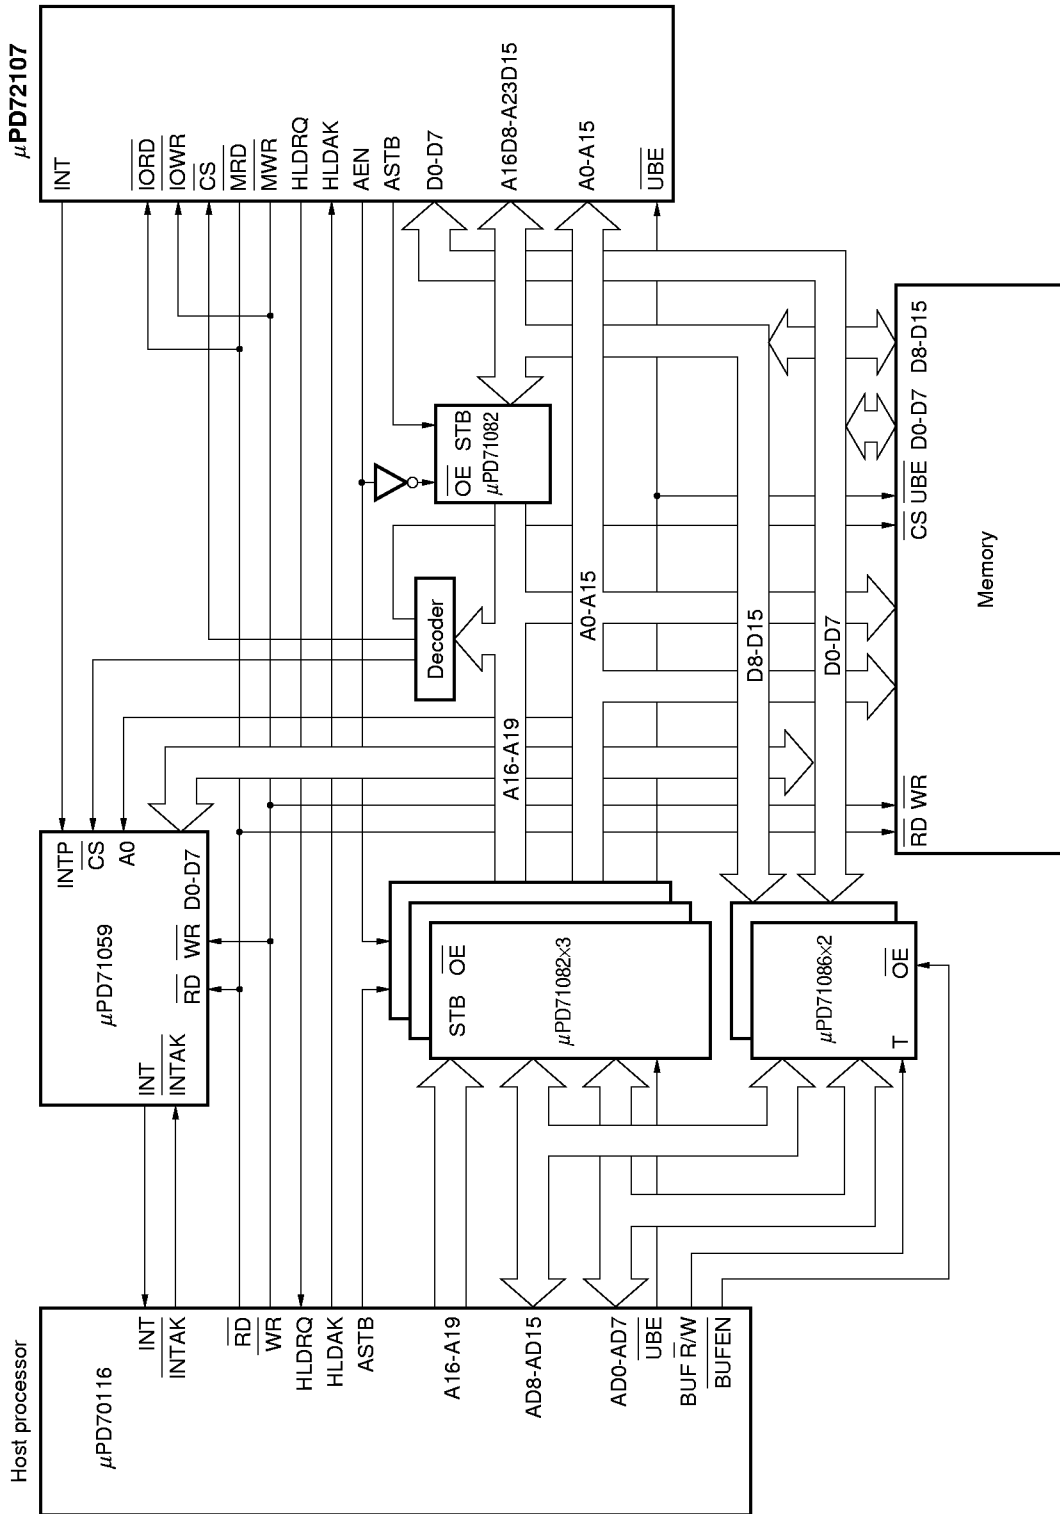 Host processor
μPD70116
INT
INTAK
RD
WR
HLDRQ
HLDAK
ASTB
A16-A19
AD8-AD15
AD0-AD7
UBE
BUF R/W
BUFEN
μPD71059
INT
INTAK
RD
WR
D0-D7
INTP
CS
A0
STB
OE
μPD71082×3
μPD71086×2
T
OE
A16-A19
A0-A15
D8-D15
D0-D7
Decoder
OE
STB
μPD71082
μPD72107
INT
IORD
IOWR
CS
MRD
MWR
HLDRQ
HLDAK
AEN
ASTB
D0-D7
A16D8-A23D15
A0-A15
UBE
Memory
RD
WR
CS
UBE
D0-D7
D8-D15